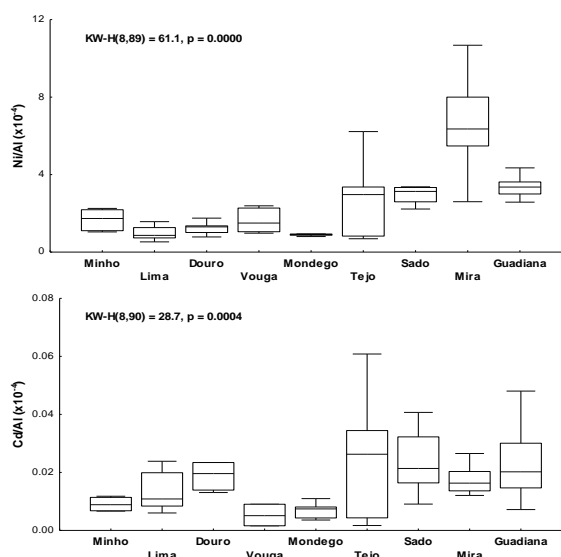 12
KW-H(8,89) = 61.1, p = 0.0000
8
Ni/Al (x10⁻⁴)
4
0
Minho Douro Mondego Sado Guadiana
Lima Vouga Tejo Mira
0.08
KW-H(8,90) = 28.7, p = 0.0004
0.06
Cd/Al (x10⁻⁴)
0.04
0.02
0.00
Minho Douro Mondego Sado Guadiana
Lima Vouga Tejo Mira